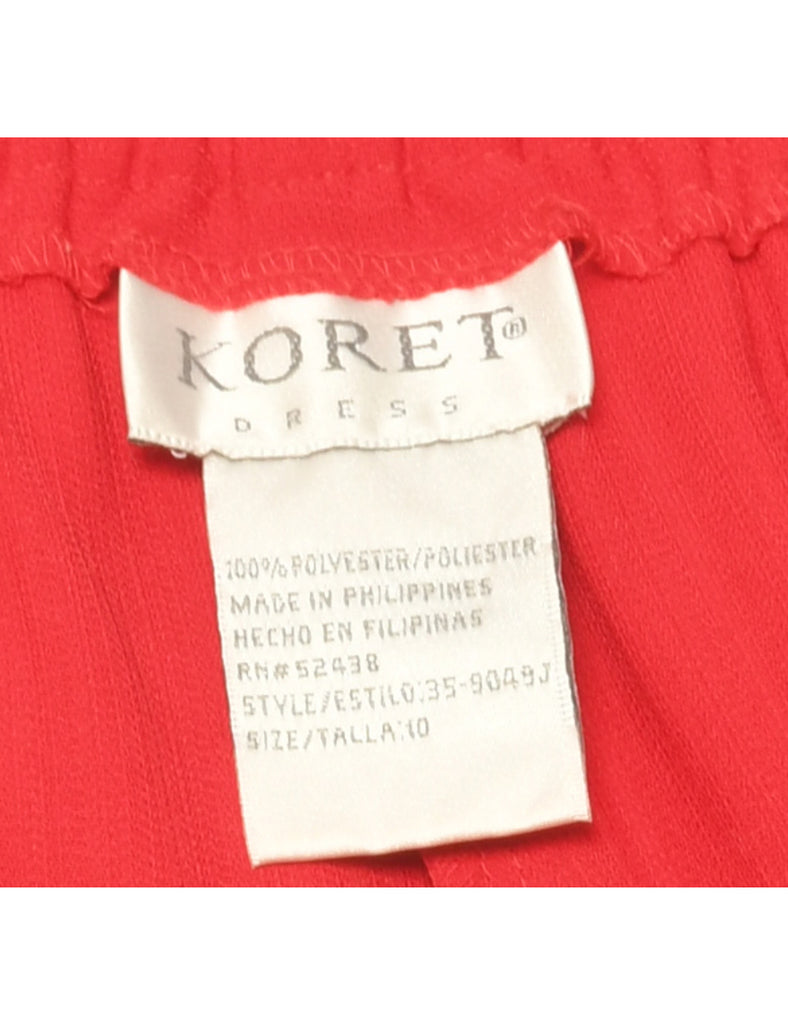 KORET®
DRESS
100% POLYESTER/POLIESTER
MADE IN PHILIPPINES
HECHO EN FILIPINAS
RN#52438
STYLE/ESTILO:35-9049J
SIZE/TALLA:10